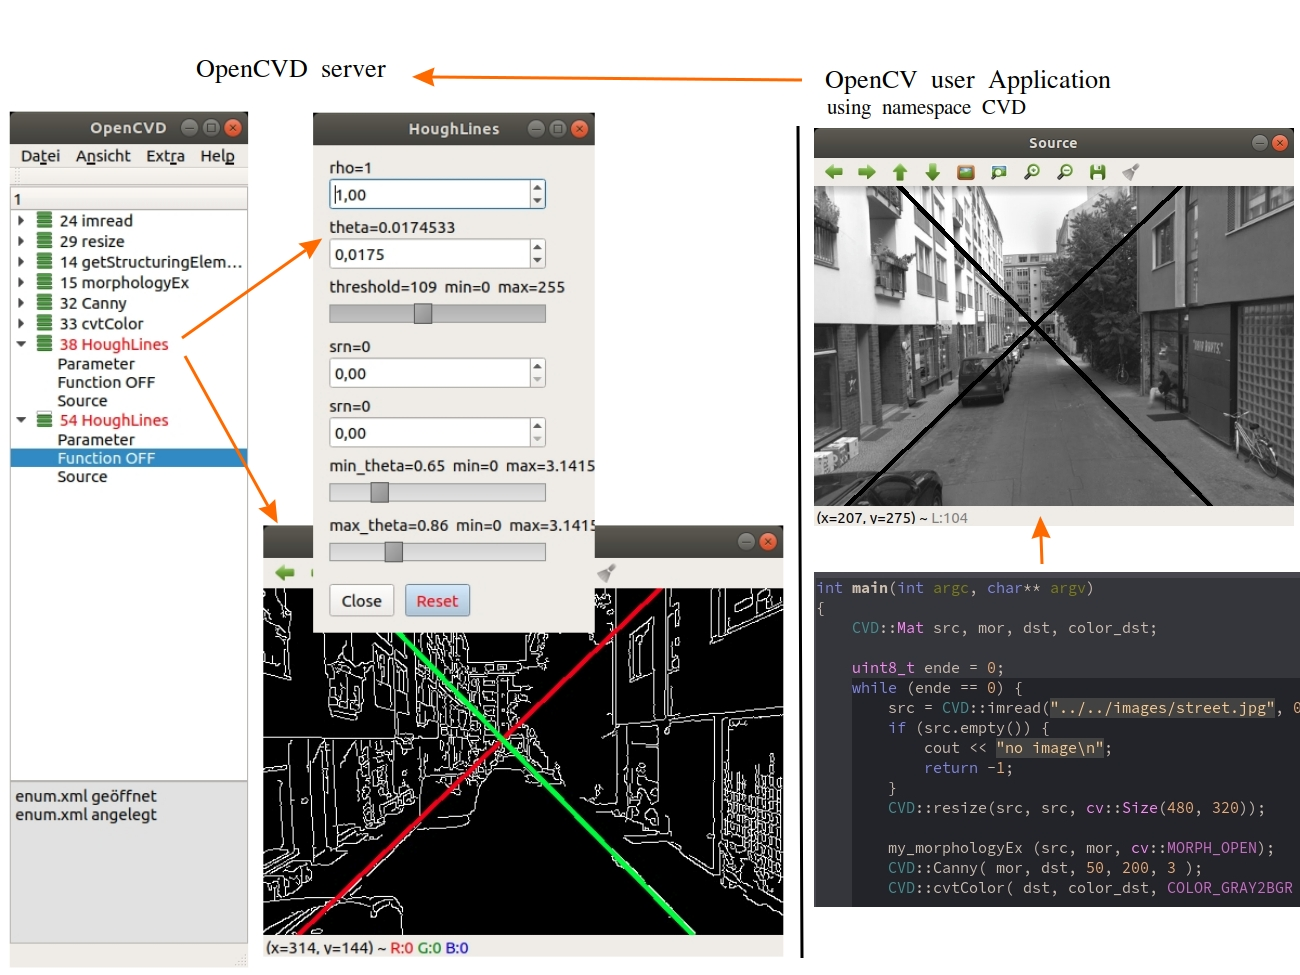 OpenCVD server
OpenCV user Application
using namespace CVD
OpenCVD
Datei Ansicht Extra Help
1
24 imread
29 resize
14 getStructuringElem...
15 morphologyEx
32 Canny
33 cvtColor
38 HoughLines
Parameter
Function OFF
Source
54 HoughLines
Parameter
Function OFF
Source
enum.xml geöffnet
enum.xml angelegt
HoughLines
rho=1
1,00
theta=0.0174533
0,0175
threshold=109 min=0 max=255
srn=0
0,00
srn=0
0,00
min_theta=0.65 min=0 max=3.1415
max_theta=0.86 min=0 max=3.1415
Close Reset
(x=314, y=144) ~ R:0 G:0 B:0
Source
(x=207, y=275) ~ L:104
int main(int argc, char** argv)
{
CVD::Mat src, mor, dst, color_dst;
uint8_t ende = 0;
while (ende == 0) {
src = CVD::imread("../../images/street.jpg", 0
if (src.empty()) {
cout << "no image\n";
return -1;
}
CVD::resize(src, src, cv::Size(480, 320));
my_morphologyEx (src, mor, cv::MORPH_OPEN);
CVD::Canny( mor, dst, 50, 200, 3 );
CVD::cvtColor( dst, color_dst, COLOR_GRAY2BGR